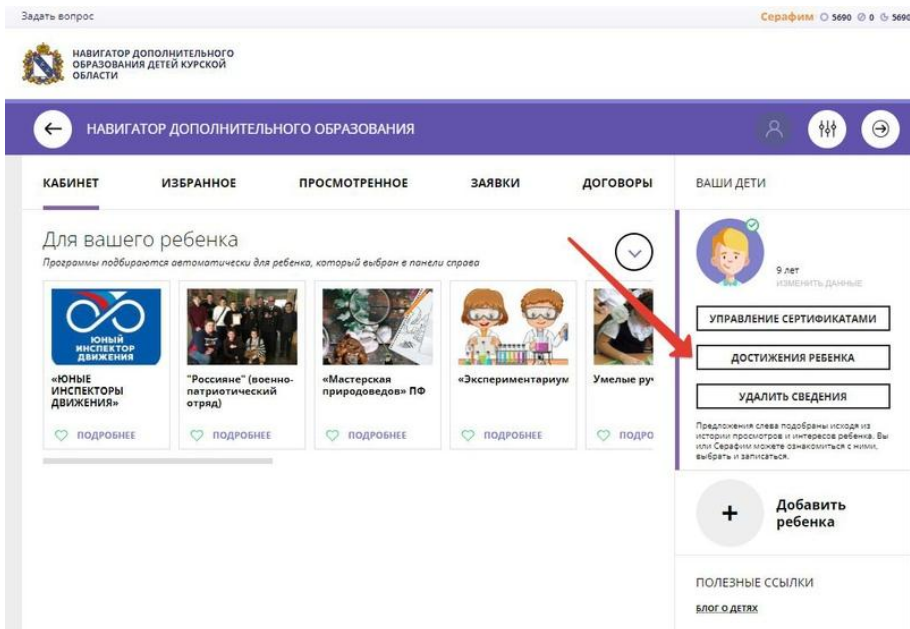 Задать вопрос
Серафим 5690 0 5690
НАВИГАТОР ДОПОЛНИТЕЛЬНОГО
ОБРАЗОВАНИЯ ДЕТЕЙ КУРСКОЙ
ОБЛАСТИ
НАВИГАТОР ДОПОЛНИТЕЛЬНОГО ОБРАЗОВАНИЯ
КАБИНЕТ ИЗБРАННОЕ ПРОСМОТРЕННОЕ ЗАЯВКИ ДОГОВОРЫ
Для вашего ребенка
Программы подбираются автоматически для ребенка, который выбран в панели справа
ЮНЫЙ
ИНСПЕКТОР
ДВИЖЕНИЯ
«ЮНЫЕ
ИНСПЕКТОРЫ
ДВИЖЕНИЯ»
ПОДРОБНЕЕ
"Россияне" (военно-
патриотический
отряд)
ПОДРОБНЕЕ
«Мастерская
природоведов» ПФ
ПОДРОБНЕЕ
«Экспериментариум
ПОДРОБНЕЕ
Умелые руч
ПОДРО
ВАШИ ДЕТИ
9 лет
ИЗМЕНИТЬ ДАННЫЕ
УПРАВЛЕНИЕ СЕРТИФИКАТАМИ
ДОСТИЖЕНИЯ РЕБЕНКА
УДАЛИТЬ СВЕДЕНИЯ
Предложения слева подобраны исходя из
истории просмотров и интересов ребенка. Вы
или Серафим можете ознакомиться с ними,
выбрать и записаться.
+ Добавить
ребенка
ПОЛЕЗНЫЕ ССЫЛКИ
БЛОГ О ДЕТЯХ